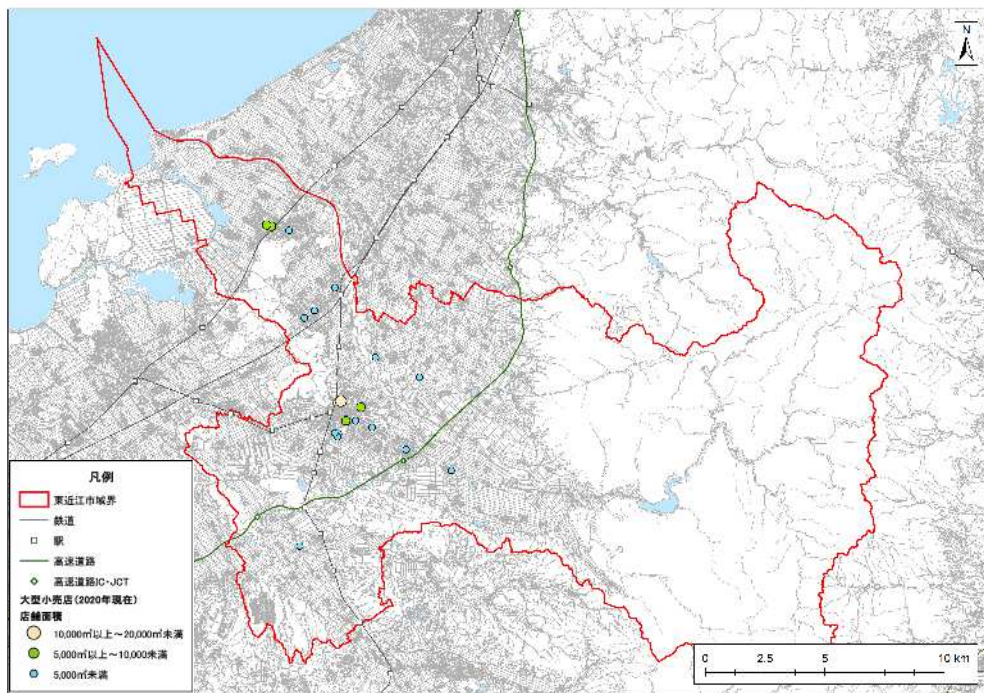 N
凡例
東近江市域界
鉄道
駅
高速道路
高速道路IC・JCT
大型小売店(2020年現在)
店舗面積
10,000㎡以上～20,000㎡未満
5,000㎡以上～10,000未満
5,000㎡未満
0 2.5 5 10 km